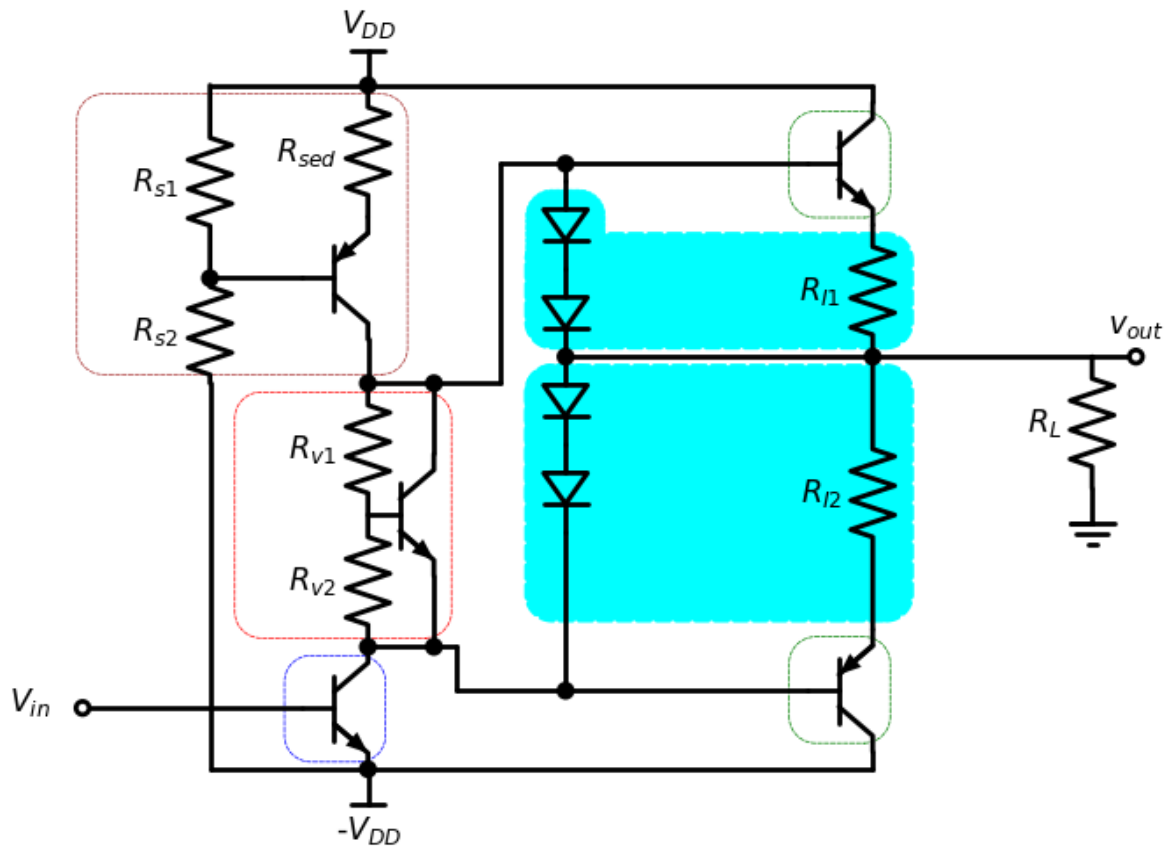 V_DD
R_s1
R_sed
R_s2
R_l1
v_out
R_v1
R_L
R_l2
R_v2
V_in
-V_DD